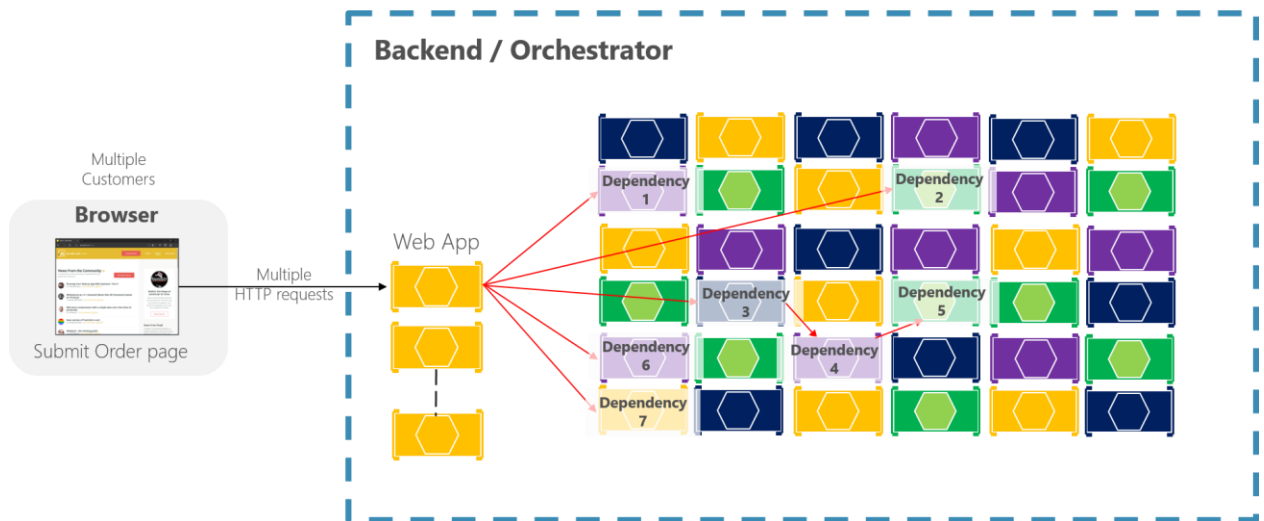 Backend / Orchestrator
Multiple
Customers
Browser
Submit Order page
Multiple
HTTP requests
Web App
Dependency
1
Dependency
2
Dependency
3
Dependency
5
Dependency
6
Dependency
4
Dependency
7